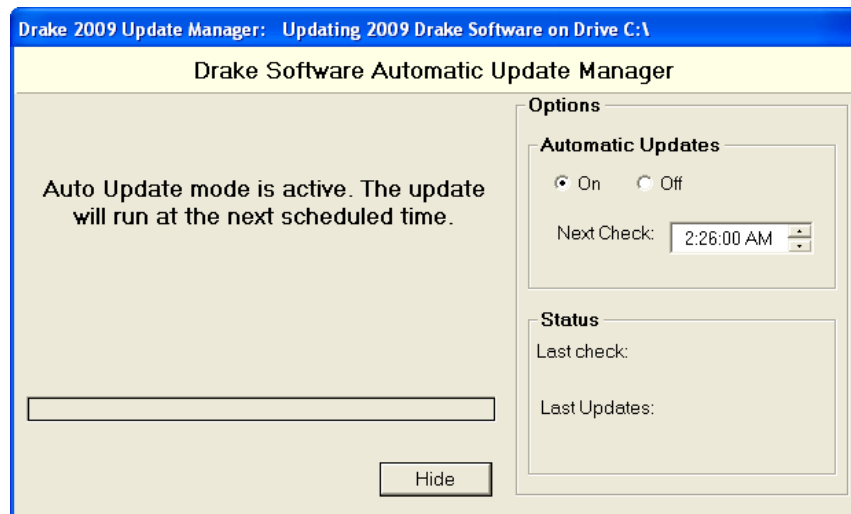 Drake 2009 Update Manager:   Updating 2009 Drake Software on Drive C:\
Drake Software Automatic Update Manager
Auto Update mode is active. The update
will run at the next scheduled time.
Hide
Options
Automatic Updates
On Off
Next Check: 2:26:00 AM
Status
Last check:
Last Updates: